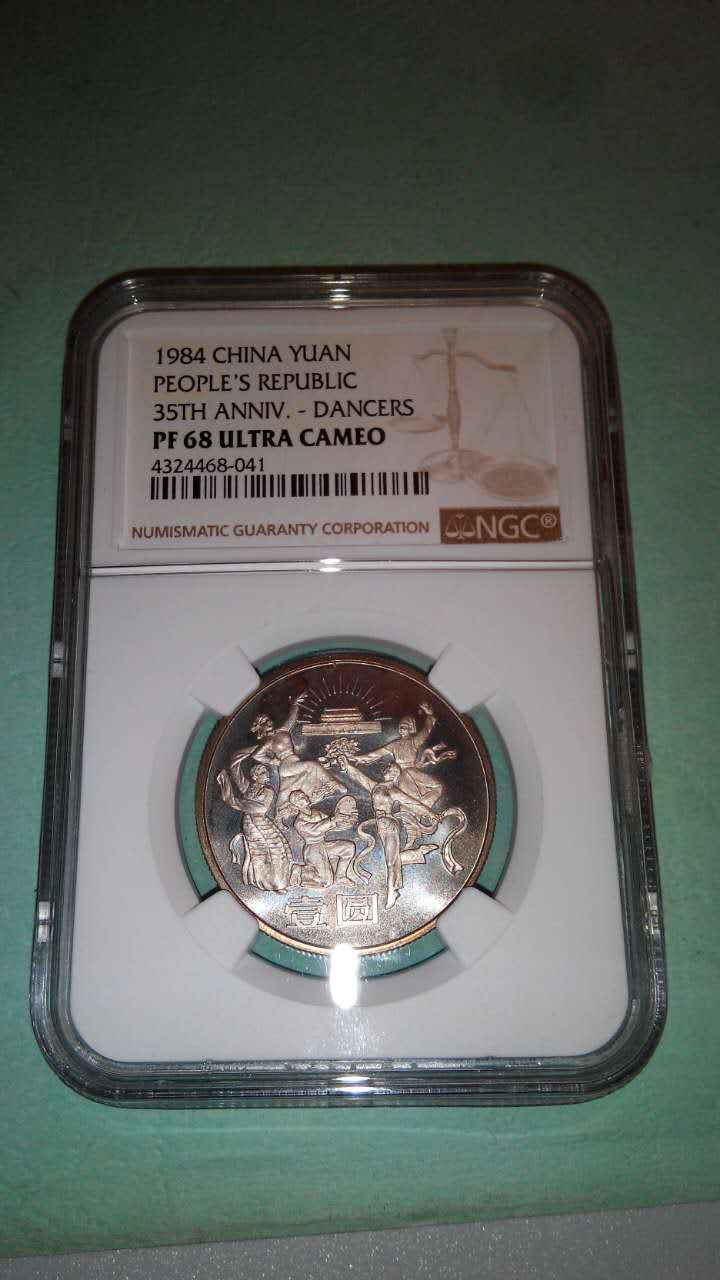 1984 CHINA YUAN
PEOPLE'S REPUBLIC
35TH ANNIV. - DANCERS
PF 68 ULTRA CAMEO
4324468-041
NUMISMATIC GUARANTY CORPORATION NGC®
壹圆